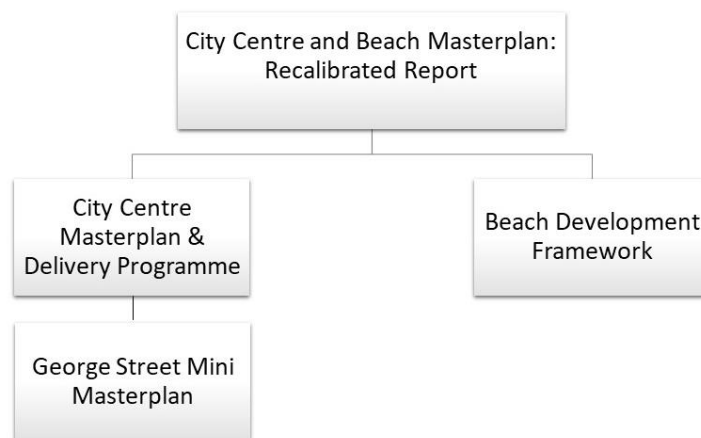 City Centre and Beach Masterplan:
Recalibrated Report
City Centre
Masterplan &
Delivery Programme
Beach Development
Framework
George Street Mini
Masterplan